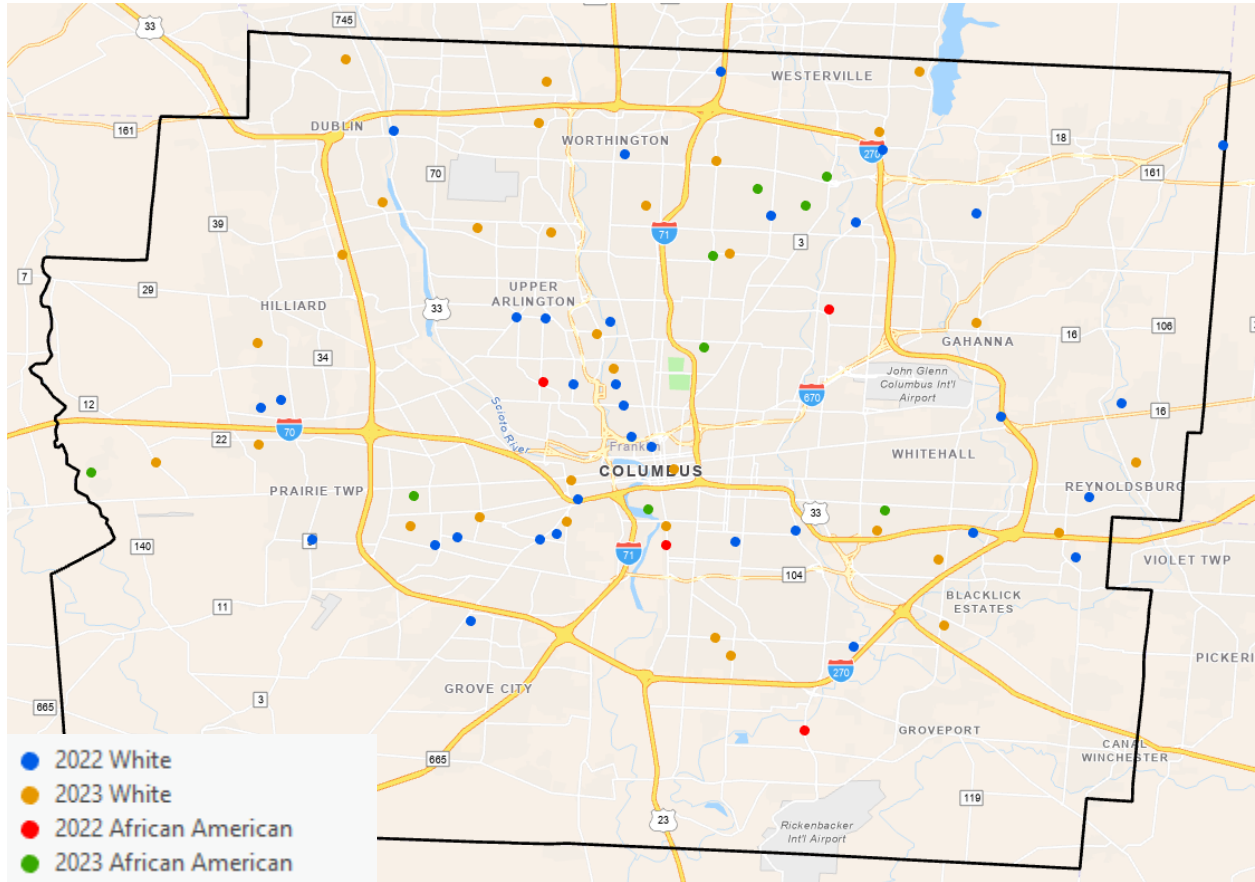 745
33
WESTERVILLE
161
DUBLIN
WORTHINGTON
18
270
161
70
39
71
3
7
29
UPPER
ARLINGTON
HILLIARD
33
16
106
GAHANNA
34
John Glenn
Columbus Int'l
Airport
12
Scioto River
670
16
22
70
Franklin
WHITEHALL
COLUMBUS
PRAIRIE TWP
REYNOLDSBURG
33
140
71
104
VIOLET TWP
BLACKLICK
ESTATES
11
PICKERI
270
GROVE CITY
3
665
GROVEPORT
CANAL
WINCHESTER
665
119
23
Rickenbacker
Int'l Airport
2022 White
2023 White
2022 African American
2023 African American